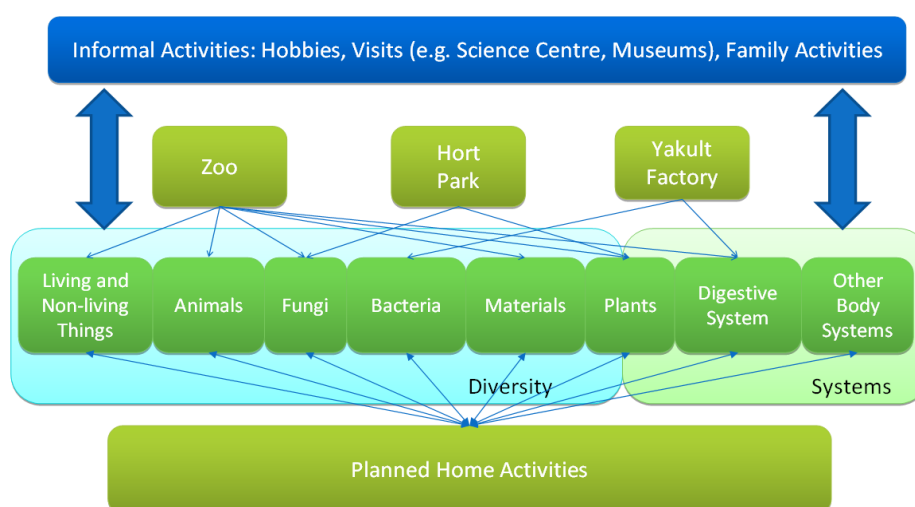 Informal Activities: Hobbies, Visits (e.g. Science Centre, Museums), Family Activities
Zoo
Hort
Park
Yakult
Factory
Living and
Non-living
Things
Animals
Fungi
Bacteria
Materials
Plants
Digestive
System
Other
Body
Systems
Diversity
Systems
Planned Home Activities